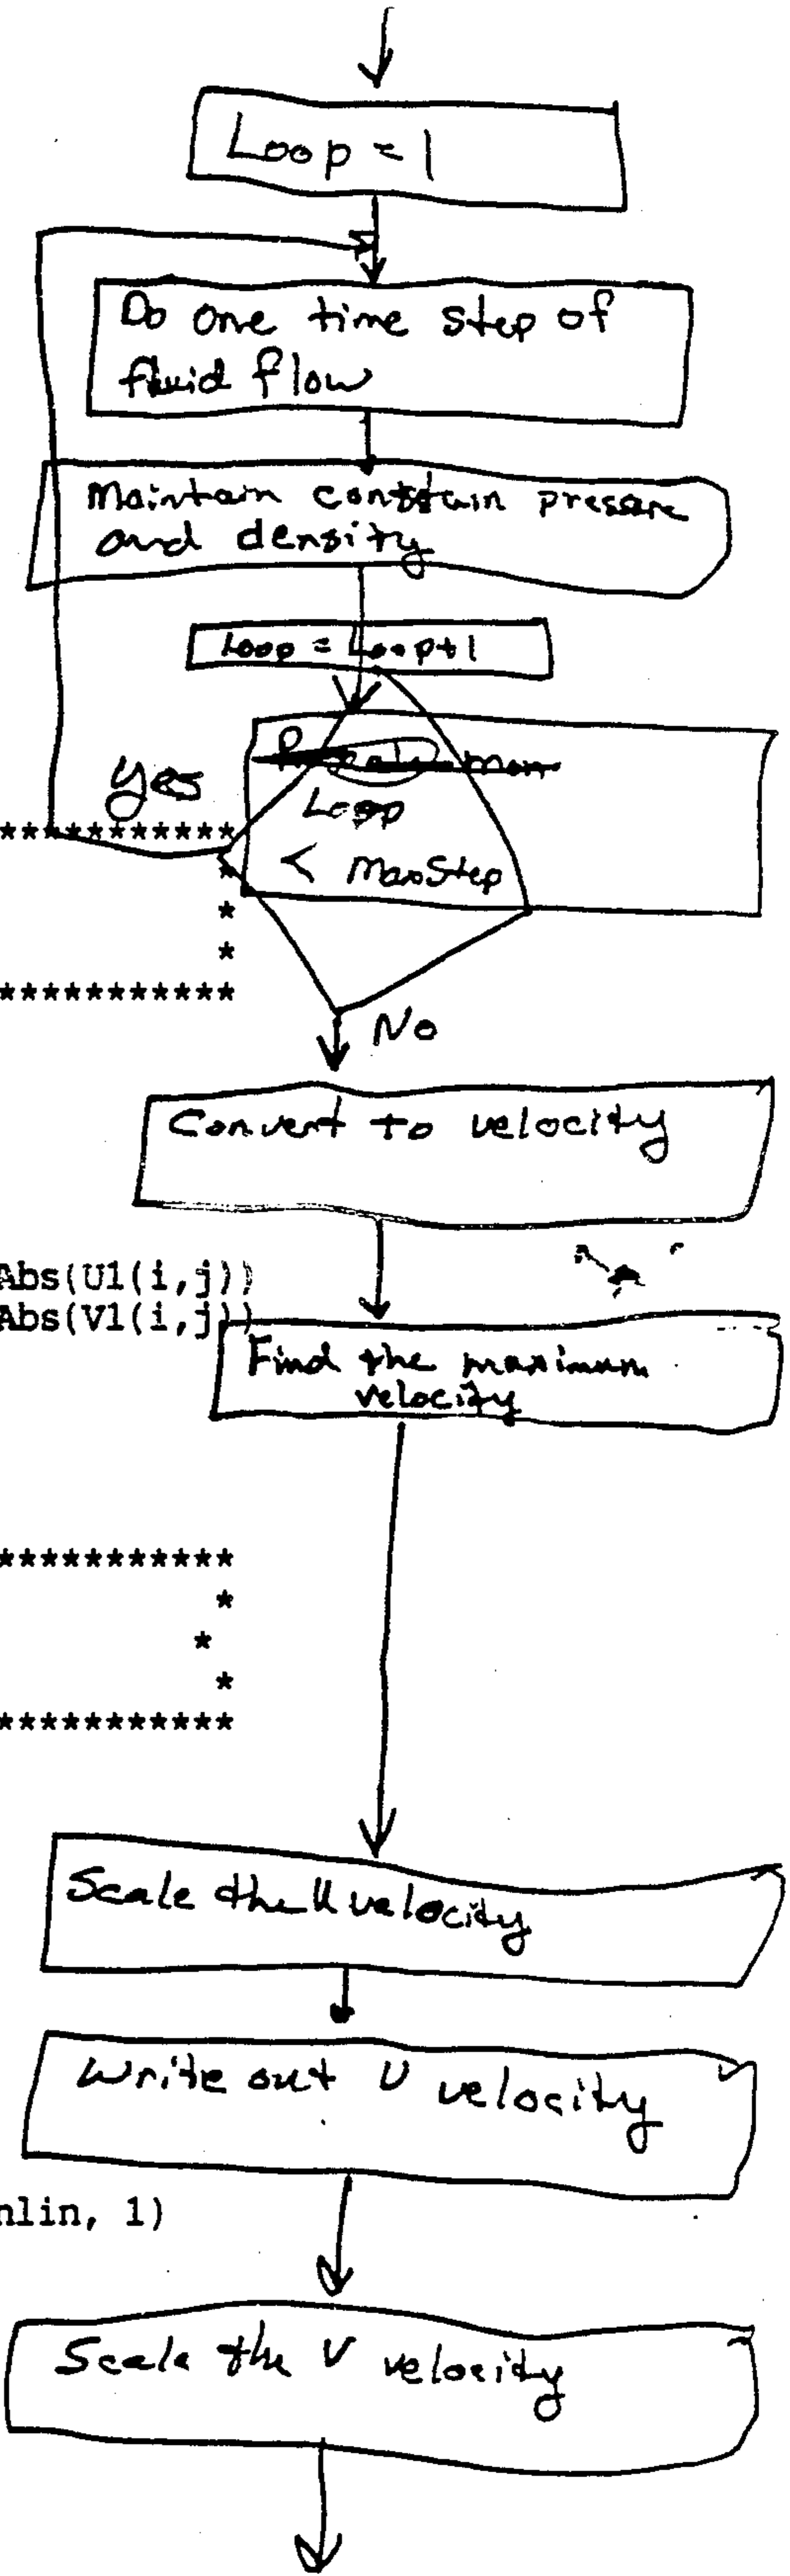 Loop = 1
Do one time step of
fluid flow
Maintain constain pressure
and density
Loop = Loop+1
yes
Loop
***********
< MaxStep
*
*
*
***********
No
Convert to velocity
Abs(U1(i,j))
Abs(V1(i,j))
Find the maximum
velocity
***********
*
*
*
***********
Scale the U velocity
Write out U velocity
nlin, 1)
Scale the V velocity